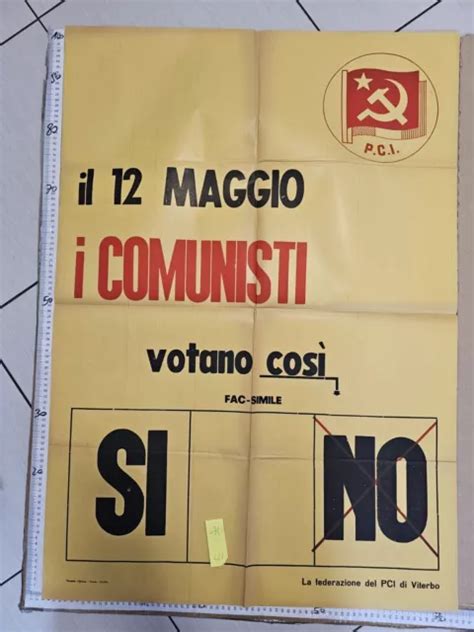 P.C.I.
il 12 MAGGIO
i COMUNISTI
votano così
FAC-SIMILE
SI NO
La federazione del PCI di Viterbo